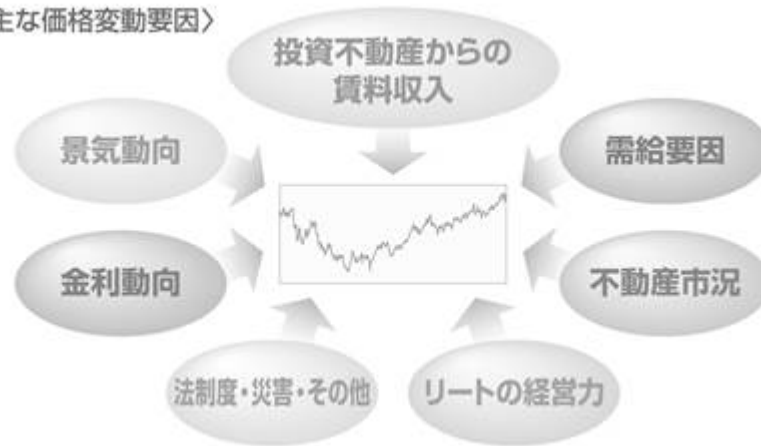 主な価格変動要因〉
投資不動産からの
賃料収入
景気動向
需給要因
金利動向
不動産市況
法制度・災害・その他
リートの経営力